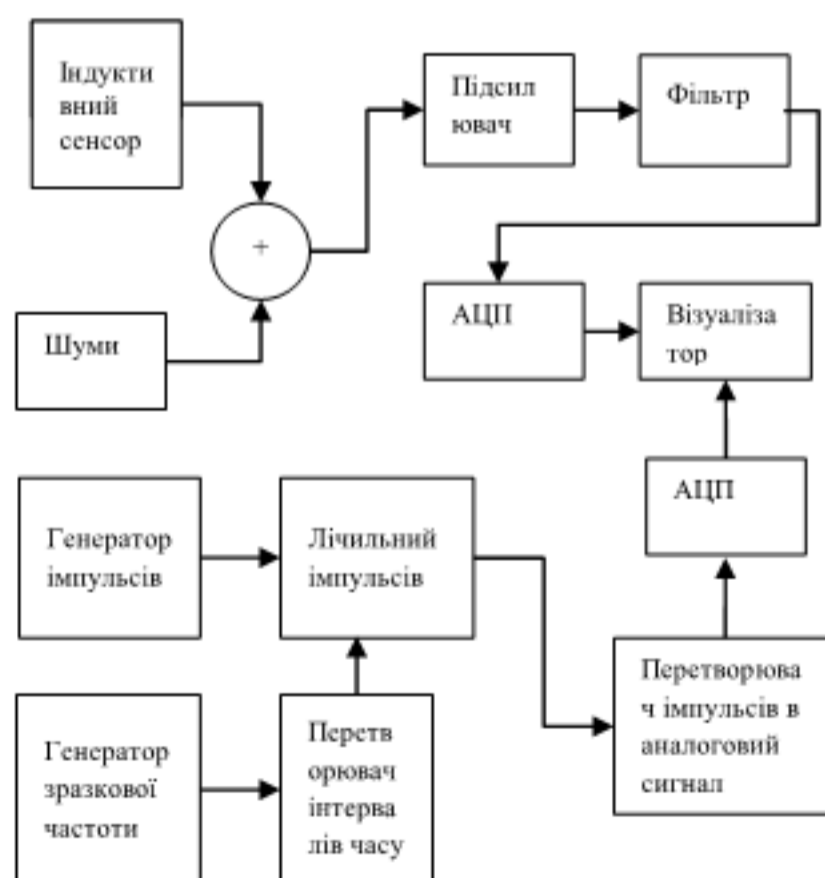 Індукти
вний
сенсор
Підсил
ювач
Фільтр
+
Шуми
АЦП
Візуаліза
тор
АЦП
Генератор
імпульсів
Лічильний
імпульсів
Перетворюва
ч імпульсів в
аналоговий
сигнал
Генератор
зразкової
частоти
Перетв
орювач
інтерва
лів часу